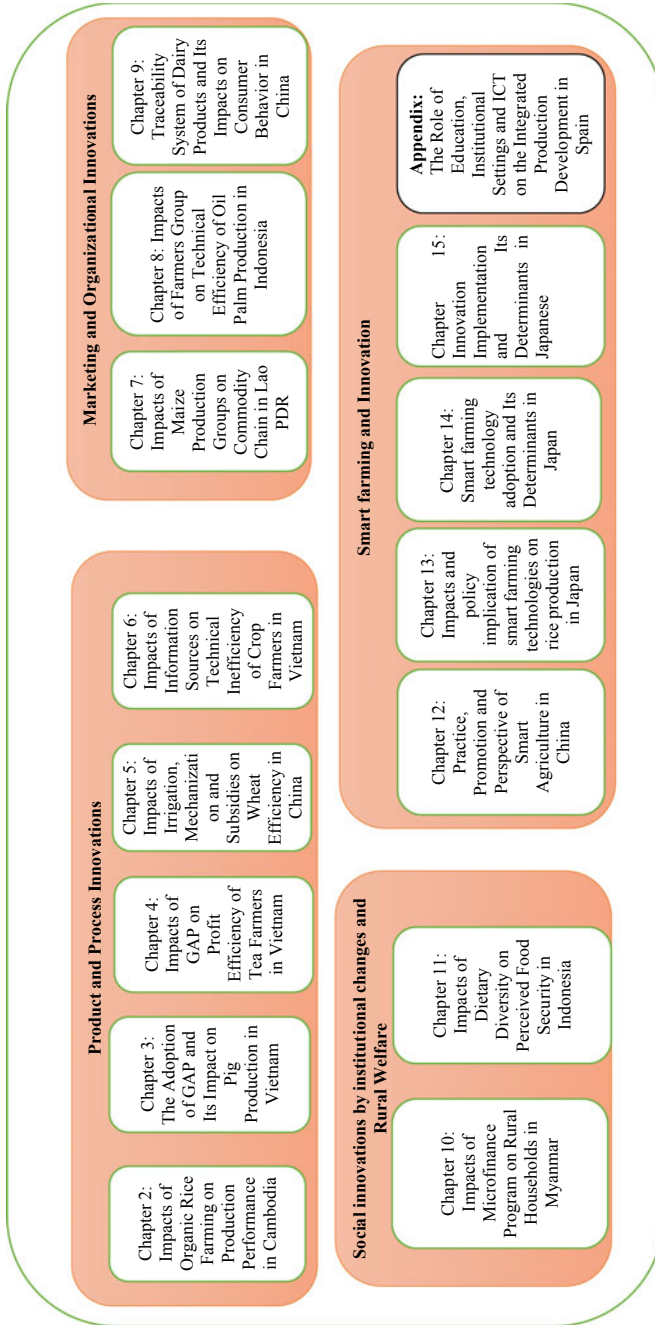 Product and Process Innovations
Chapter 2:
Impacts of
Organic Rice
Farming on
Production
Performance
in Cambodia
Chapter 3:
The Adoption
of GAP and
Its Impact on
Pig
Production in
Vietnam
Chapter 4:
Impacts of
GAP on
Profit
Efficiency of
Tea Farmers
in Vietnam
Chapter 5:
Impacts of
Irrigation,
Mechanizati
on and
Subsidies on
Wheat
Efficiency in
China
Chapter 6:
Impacts of
Information
Sources on
Technical
Inefficiency
of Crop
Farmers in
Vietnam
Marketing and Organizational Innovations
Chapter 7:
Impacts of
Maize
Production
Groups on
Commodity
Chain in Lao
PDR
Chapter 8: Impacts
of Farmers Group
on Technical
Efficiency of Oil
Palm Production in
Indonesia
Chapter 9:
Traceability
System of Dairy
Products and Its
Impacts on
Consumer
Behavior in
China
Social innovations by institutional changes and
Rural Welfare
Chapter 10:
Impacts of
Microfinance
Program on Rural
Households in
Myanmar
Chapter 11:
Impacts of
Dietary
Diversity on
Perceived Food
Security in
Indonesia
Smart farming and Innovation
Chapter 12:
Practice,
Promotion and
Perspective of
Smart
Agriculture in
China
Chapter 13:
Impacts and
policy
implication of
smart farming
technologies on
rice production
in Japan
Chapter 14:
Smart farming
technology
adoption and Its
Determinants in
Japan
Chapter 15:
Innovation
Implementation
and Its
Determinants in
Japanese
Appendix:
The Role of
Education,
Institutional
Settings and ICT
on the Integrated
Production
Development in
Spain